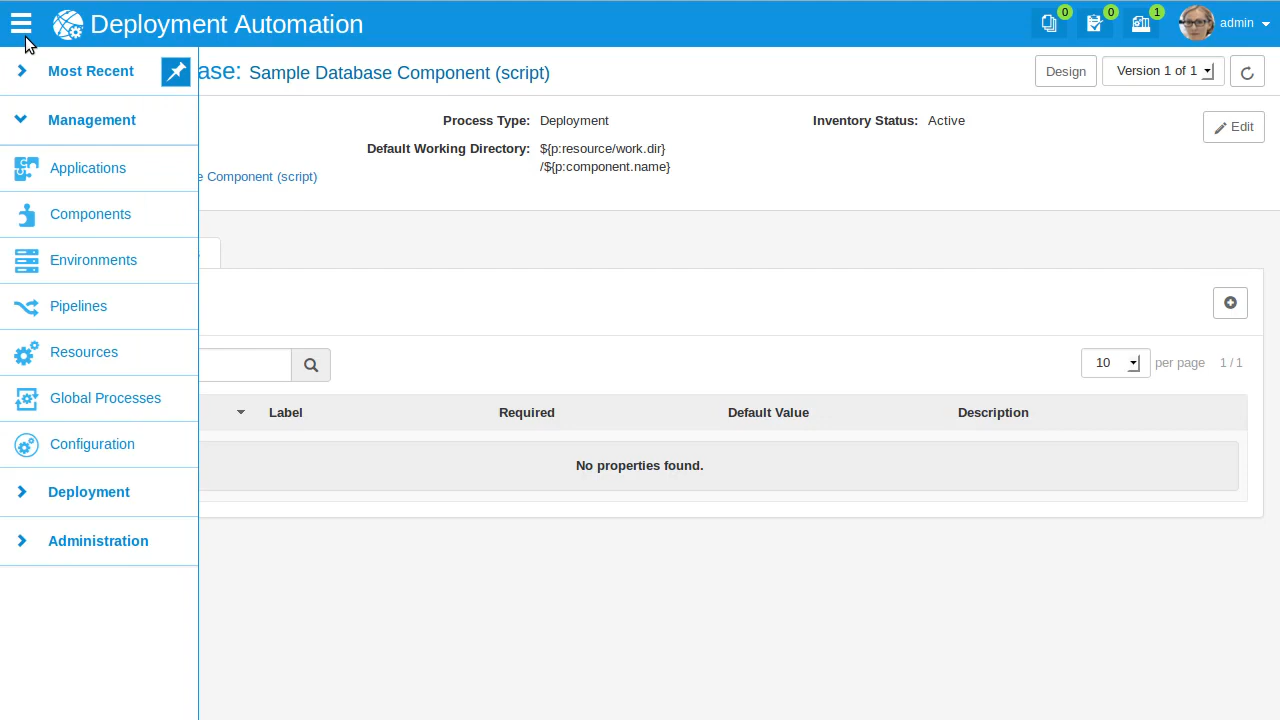 Deployment Automation
0
0
1
admin
Most Recent
ase: Sample Database Component (script)
Design
Version 1 of 1
Management
Process Type: Deployment
Inventory Status: Active
Edit
Default Working Directory: ${p:resource/work.dir}
/${p:component.name}
Applications
e Component (script)
Components
Environments
Pipelines
Resources
10
per page
1 / 1
Global Processes
Label
Required
Default Value
Description
Configuration
No properties found.
Deployment
Administration